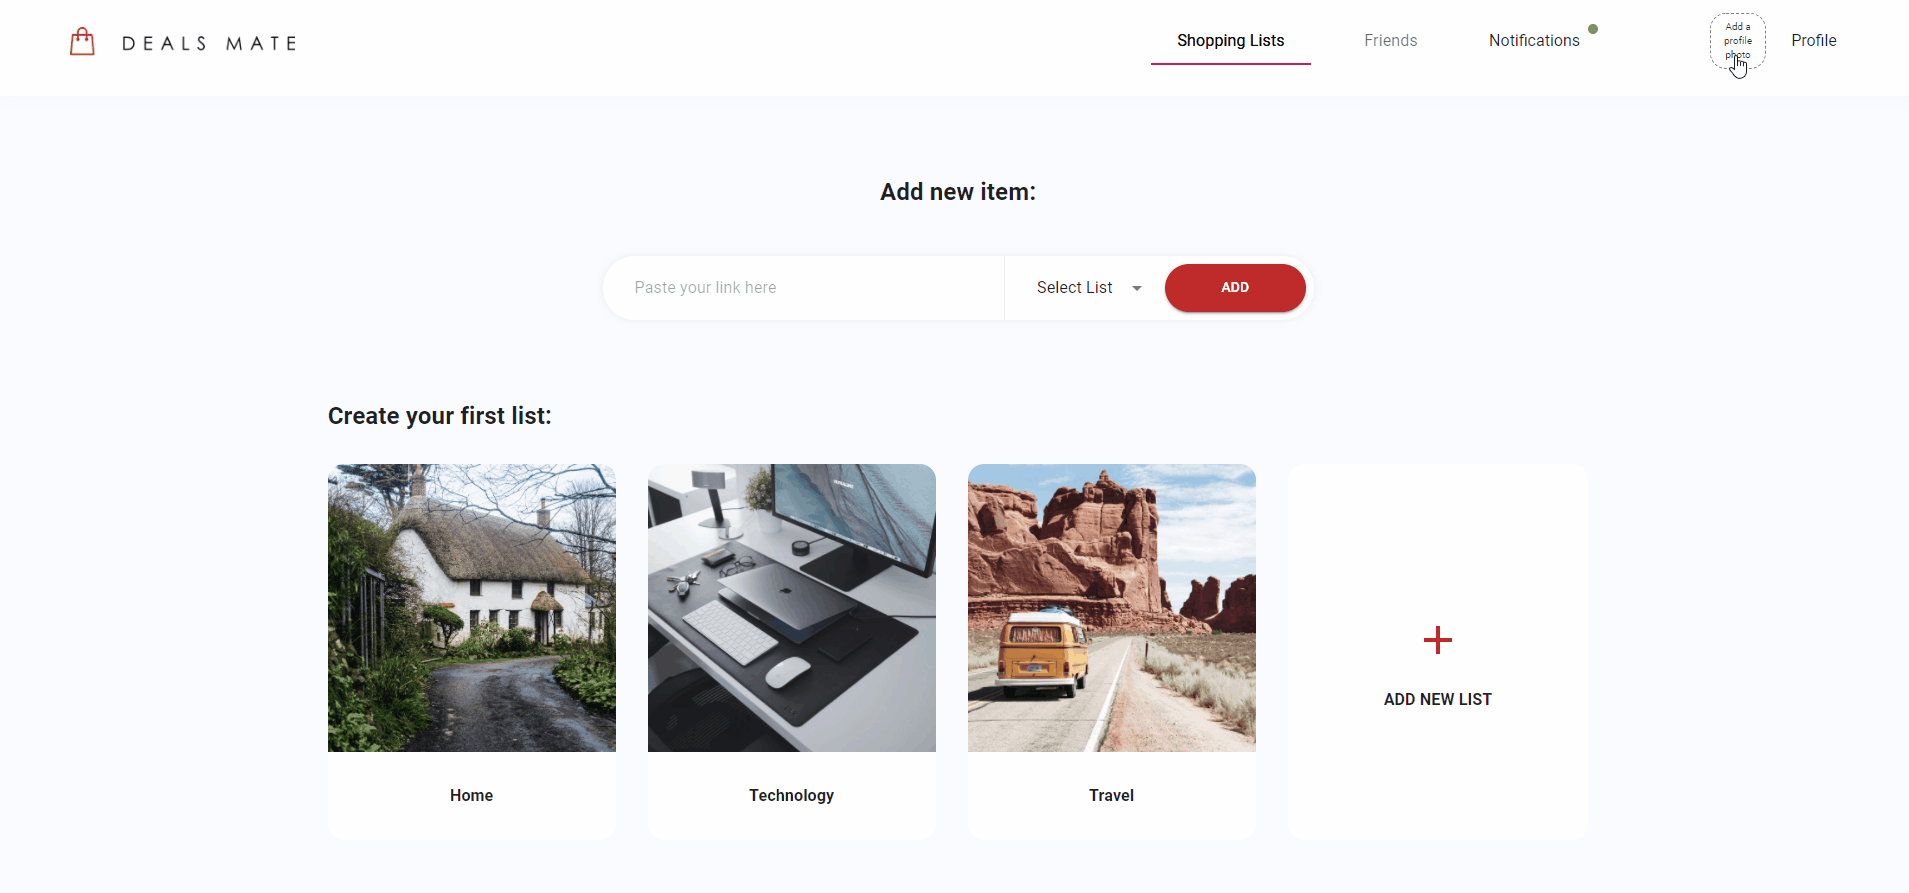 DEALS MATE
Shopping Lists
Friends
Notifications
Add a
profile
photo
Profile
Add new item:
Paste your link here
Select List
ADD
Create your first list:
ADD NEW LIST
Home
Technology
Travel